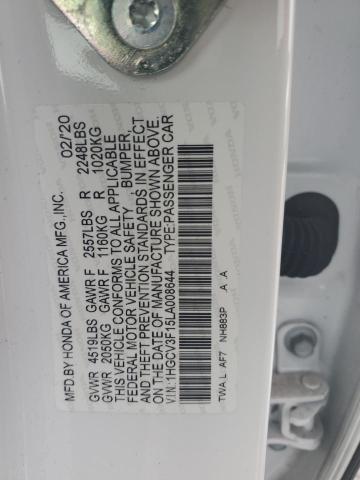 MFD.BY HONDA OF AMERICA MFG.,INC. 02/20
GVWR 4519LBS GAWR F 2557LBS R 2248LBS
GVWR 2050KG GAWR F 1160KG R 1020KG
THIS VEHICLE CONFORMS TO ALL APPLICABLE
FEDERAL MOTOR VEHICLE SAFETY, BUMPER,
AND THEFT PREVENTION STANDARDS IN EFFECT
ON THE DATE OF MANUFACTURE SHOWN ABOVE.
V.I.N.:1HGCV3F15LA008644 TYPE:PASSENGER CAR
TWA.L AF7 NH883P .A .A